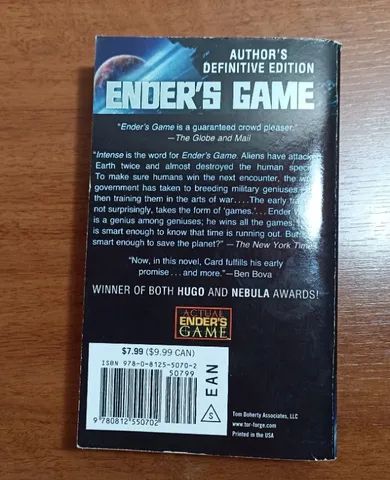 AUTHOR'S
DEFINITIVE EDITION
ENDER'S GAME
"Ender's Game is a guaranteed crowd pleaser."
—The Globe and Mail
"Intense is the word for Ender's Game. Aliens have attac
Earth twice and almost destroyed the human spec
To make sure humans win the next encounter, the w
government has taken to breeding military geniuses
then training them in the arts of war. . . . The early tra
not surprisingly, takes the form of 'games.'. . . Ender W
is a genius among geniuses; he wins all the games.
is smart enough to know that time is running out. But
smart enough to save the planet?" —The New York Time
"Now, in this novel, Card fulfills his early
promise . . . and more."—Ben Bova
WINNER OF BOTH HUGO AND NEBULA AWARDS!
ACTUAL
ENDER'S
GAME
$7.99 ($9.99 CAN)
ISBN 978-0-8125-5070-2
50799
9 780812 550702
S
EAN
Tom Doherty Associates, LLC
www.tor-forge.com
Printed in the USA